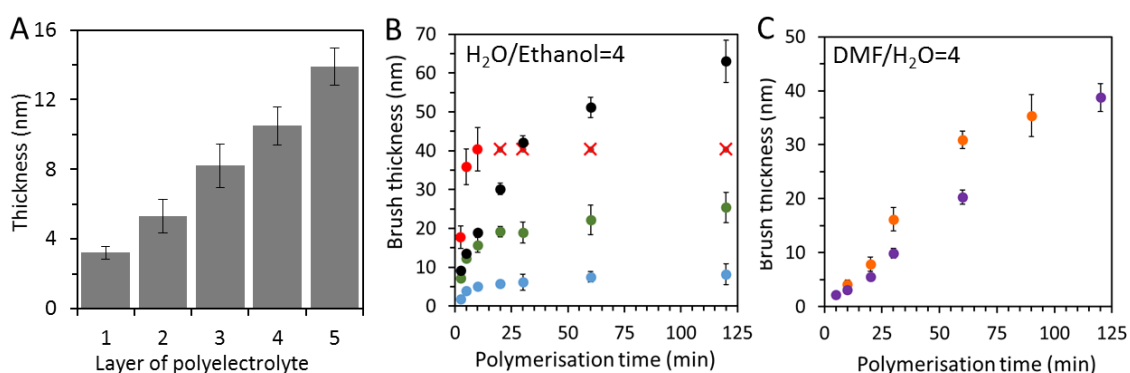 A
Thickness (nm)
16
12
8
4
0
1 2 3 4 5
Layer of polyelectrolyte
B
H₂O/Ethanol=4
Brush thickness (nm)
70
60
50
40
30
20
10
0
0 25 50 75 100 125
Polymerisation time (min)
C
DMF/H₂O=4
Brush thickness (nm)
50
40
30
20
10
0
0 25 50 75 100 125
Polymerisation time (min)